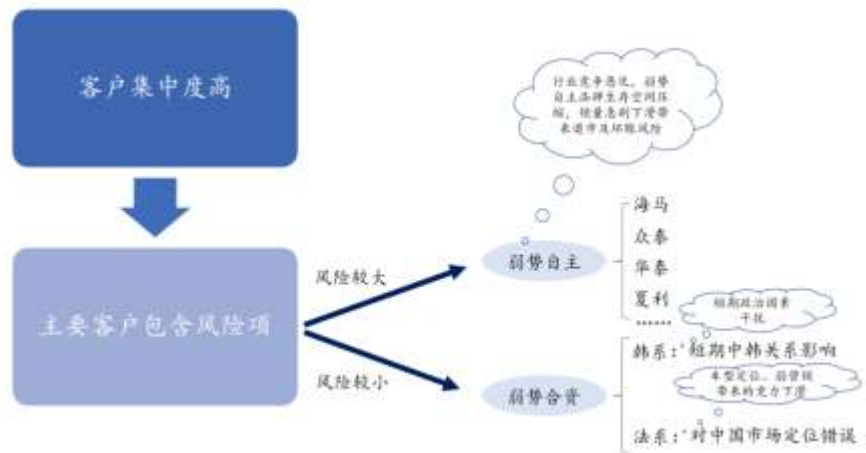 客户集中度高
行业竞争恶化，弱势
自主品牌生存空间压
缩，销量急剧下滑带
来退市及坏账风险
海马
众泰
华泰
夏利
......
弱势自主
风险较大
主要客户包含风险项
风险较小
短期政治因素
干扰
韩系：短期中韩关系影响
弱势合资
车型定位、弱营销
带来的竞力下滑
法系：对中国市场定位错误